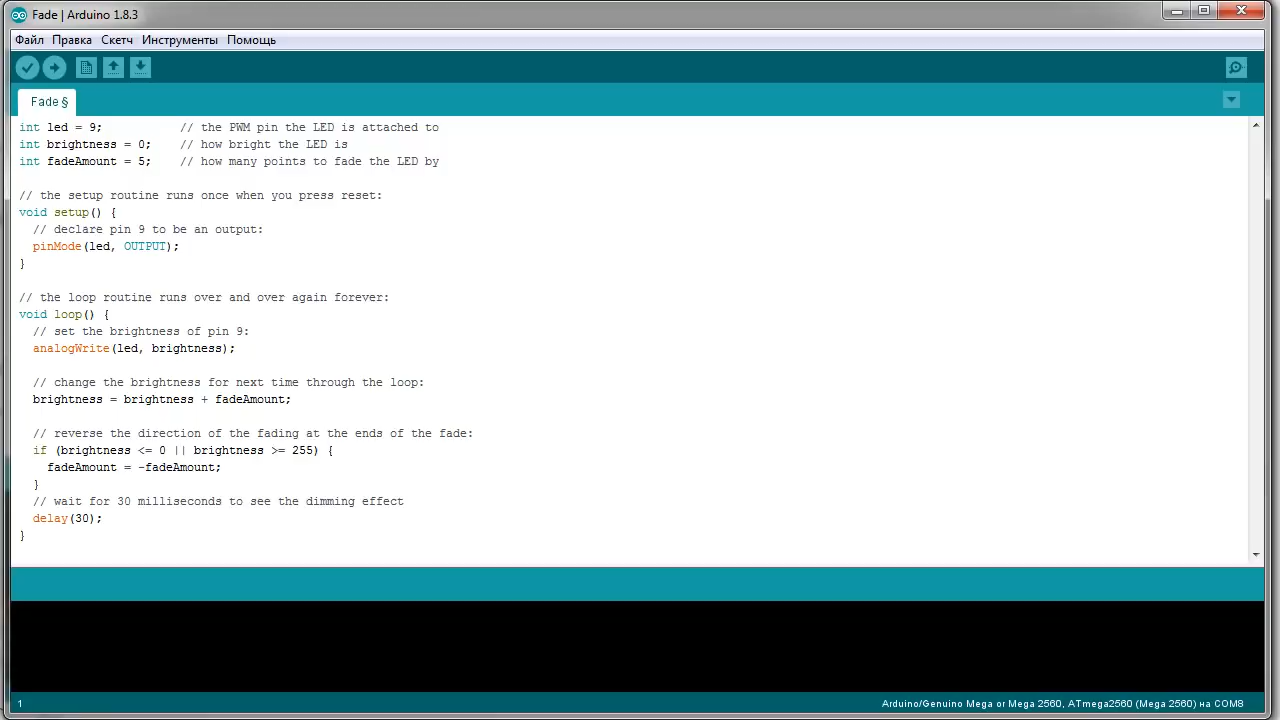 Fade | Arduino 1.8.3
Файл Правка Скетч Инструменты Помощь
Fade §
int led = 9;           // the PWM pin the LED is attached to
int brightness = 0;    // how bright the LED is
int fadeAmount = 5;    // how many points to fade the LED by
// the setup routine runs once when you press reset:
void setup() {
  // declare pin 9 to be an output:
  pinMode(led, OUTPUT);
}
// the loop routine runs over and over again forever:
void loop() {
  // set the brightness of pin 9:
  analogWrite(led, brightness);
  // change the brightness for next time through the loop:
  brightness = brightness + fadeAmount;
  // reverse the direction of the fading at the ends of the fade:
  if (brightness <= 0 || brightness >= 255) {
    fadeAmount = -fadeAmount;
  }
  // wait for 30 milliseconds to see the dimming effect
  delay(30);
}
1
Arduino/Genuino Mega or Mega 2560, ATmega2560 (Mega 2560) на COM8